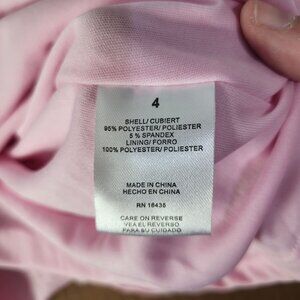 4
SHELL/ CUBIERT
95% POLYESTER/ POLIESTER
5 % SPANDEX
LINING/ FORRO
100% POLYESTER/ POLIESTER
MADE IN CHINA
HECHO EN CHINA
RN 16435
CARE ON REVERSE
VEA EL REVERSO
PARA SU CUIDADO